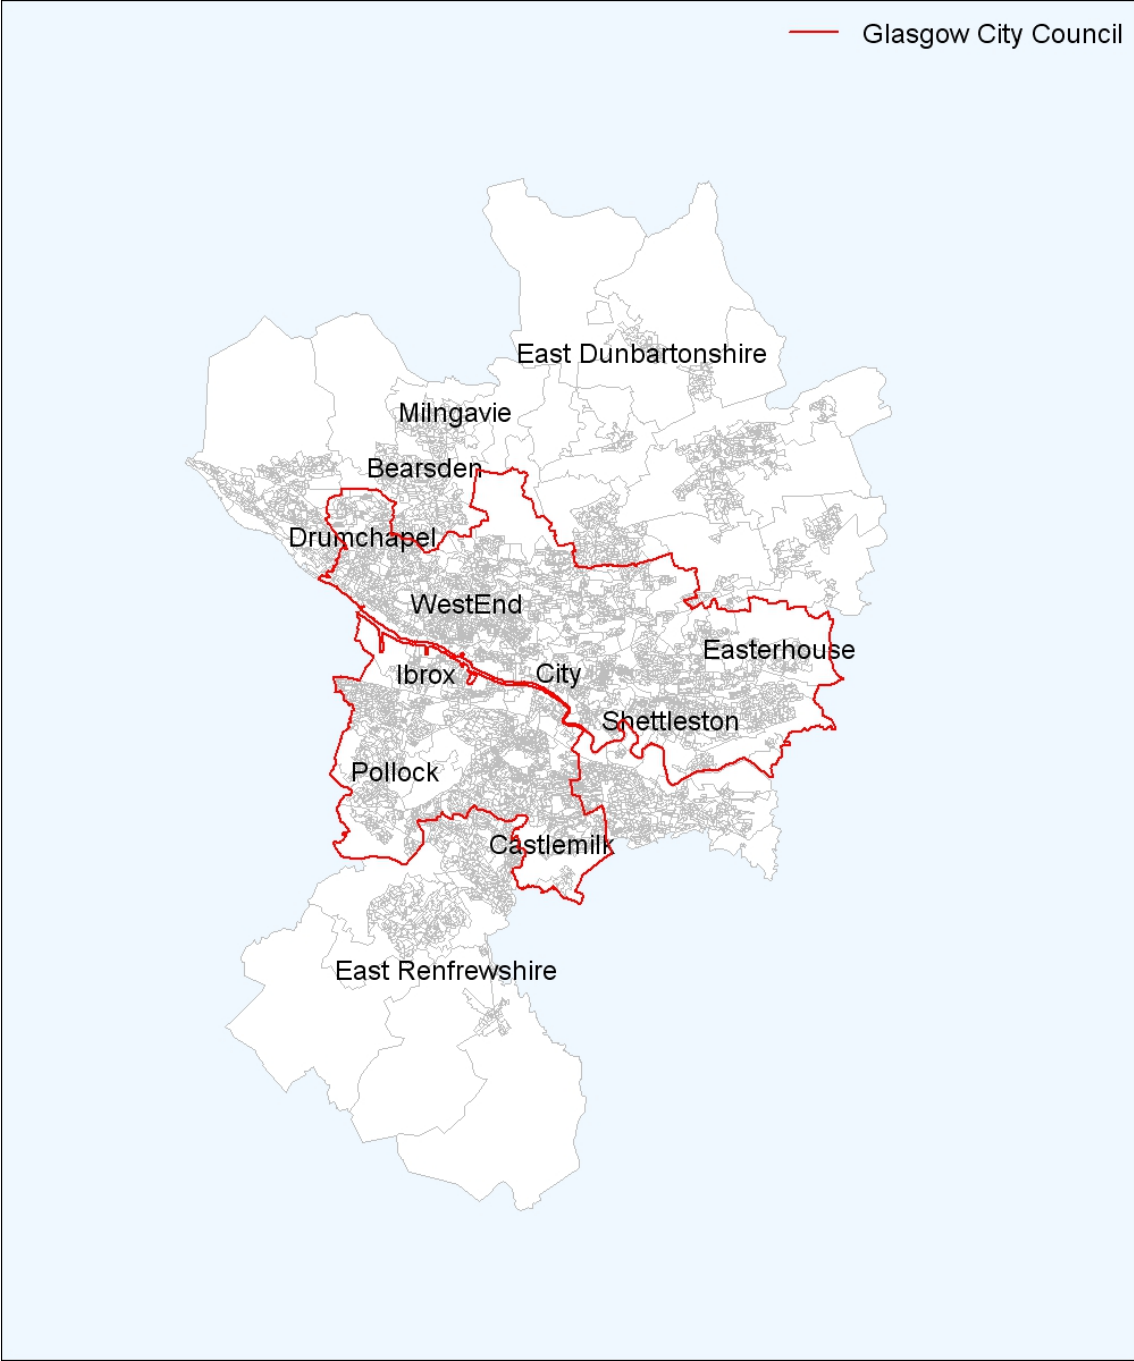 Glasgow City Council
East Dunbartonshire
Milngavie
Bearsden
Drumchapel
WestEnd
Easterhouse
Ibrox
City
Shettleston
Pollock
Castlemilk
East Renfrewshire